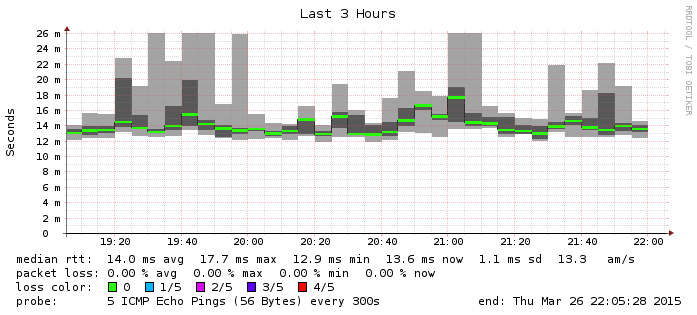 Last 3 Hours
RRDTOOL / TOBI OETIKER
Seconds
26 m
24 m
22 m
20 m
18 m
16 m
14 m
12 m
10 m
8 m
6 m
4 m
2 m
0
19:20 19:40 20:00 20:20 20:40 21:00 21:20 21:40 22:00
median rtt: 14.0 ms avg 17.7 ms max 12.9 ms min 13.6 ms now 1.1 ms sd 13.3 am/s
packet loss: 0.00 % avg 0.00 % max 0.00 % min 0.00 % now
loss color: 0 1/5 2/5 3/5 4/5
probe: 5 ICMP Echo Pings (56 Bytes) every 300s end: Thu Mar 26 22:05:28 2015